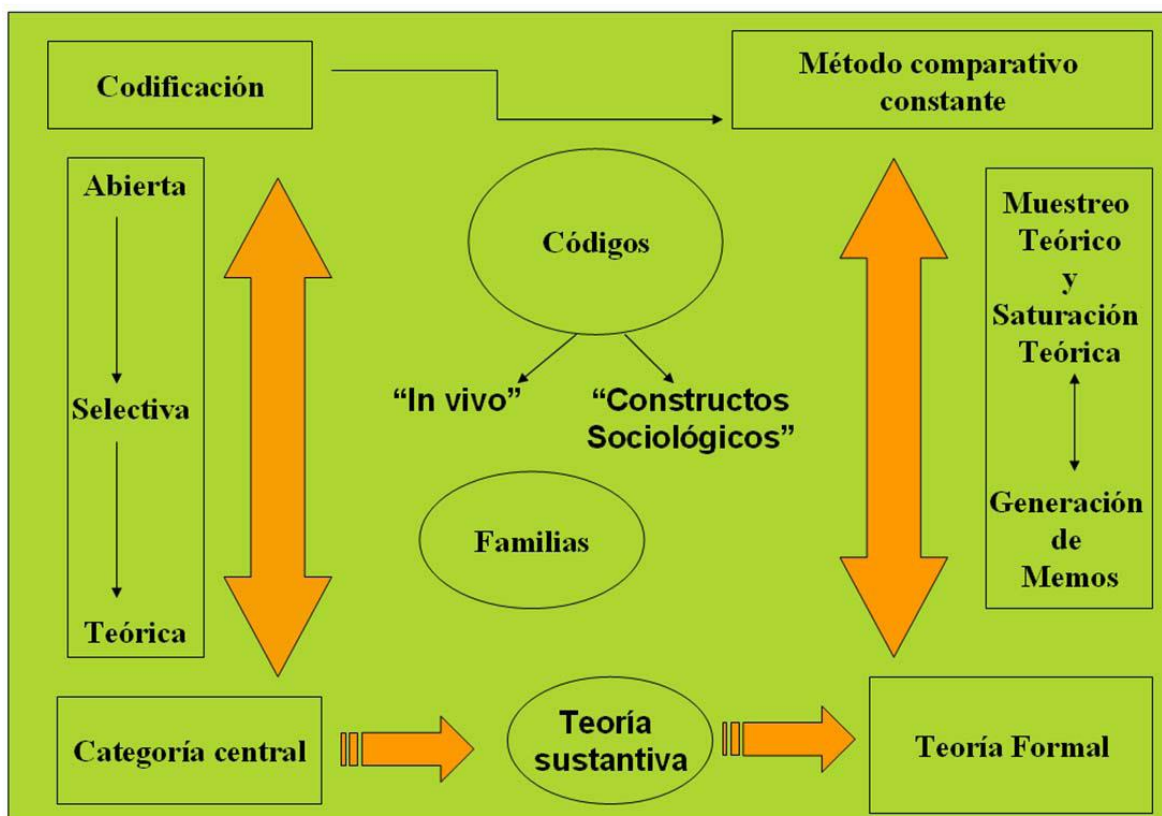 Codificación
Método comparativo
constante
Abierta
Selectiva
Teórica
Códigos
“In vivo”
“Constructos
Sociológicos”
Familias
Muestreo
Teórico
y
Saturación
Teórica
Generación
de
Memos
Categoría central
Teoría
sustantiva
Teoría Formal